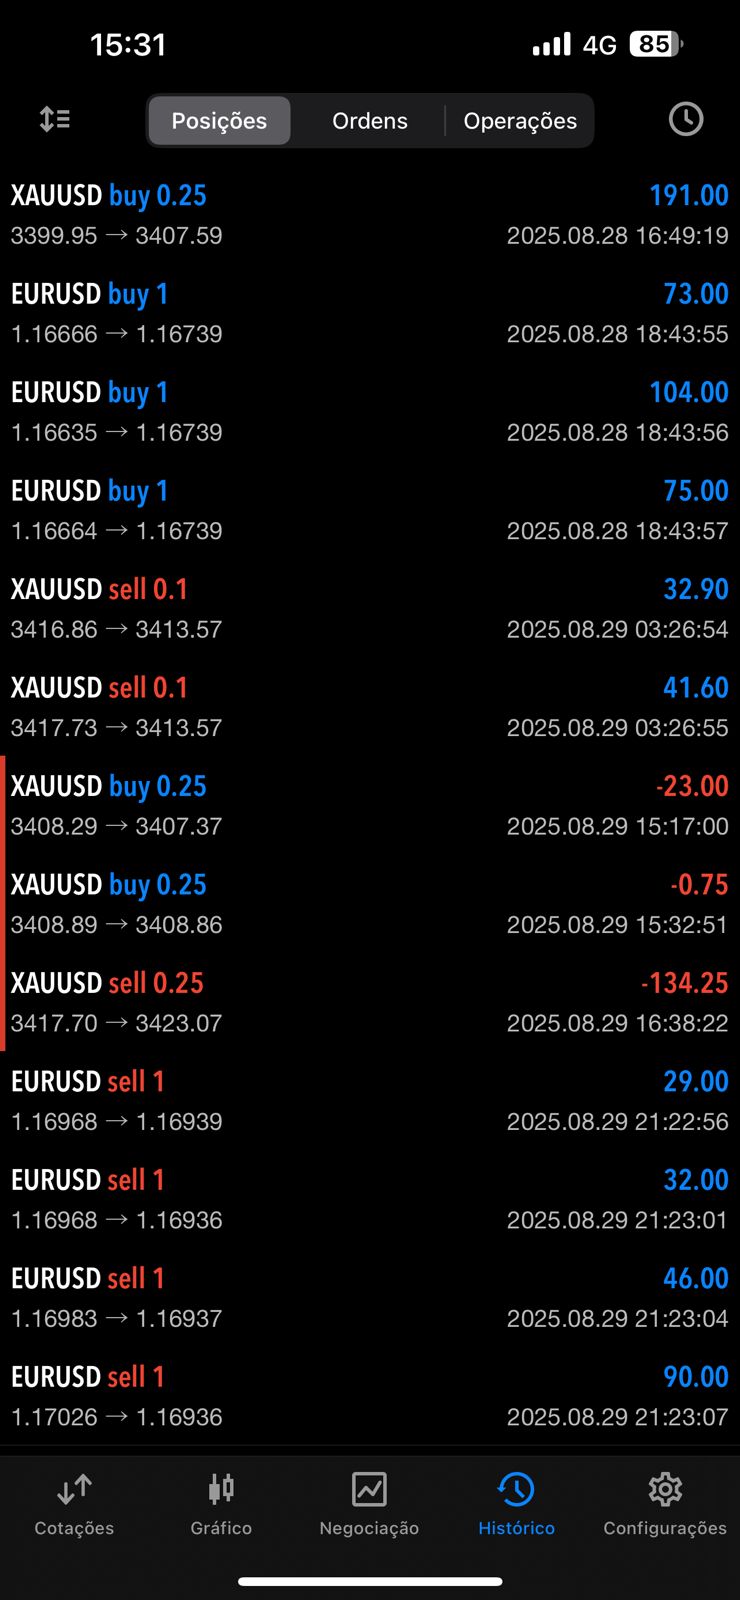 15:31
4G 85
Posições Ordens Operações
XAUUSD buy 0.25 191.00
3399.95 → 3407.59 2025.08.28 16:49:19
EURUSD buy 1 73.00
1.16666 → 1.16739 2025.08.28 18:43:55
EURUSD buy 1 104.00
1.16635 → 1.16739 2025.08.28 18:43:56
EURUSD buy 1 75.00
1.16664 → 1.16739 2025.08.28 18:43:57
XAUUSD sell 0.1 32.90
3416.86 → 3413.57 2025.08.29 03:26:54
XAUUSD sell 0.1 41.60
3417.73 → 3413.57 2025.08.29 03:26:55
XAUUSD buy 0.25 -23.00
3408.29 → 3407.37 2025.08.29 15:17:00
XAUUSD buy 0.25 -0.75
3408.89 → 3408.86 2025.08.29 15:32:51
XAUUSD sell 0.25 -134.25
3417.70 → 3423.07 2025.08.29 16:38:22
EURUSD sell 1 29.00
1.16968 → 1.16939 2025.08.29 21:22:56
EURUSD sell 1 32.00
1.16968 → 1.16936 2025.08.29 21:23:01
EURUSD sell 1 46.00
1.16983 → 1.16937 2025.08.29 21:23:04
EURUSD sell 1 90.00
1.17026 → 1.16936 2025.08.29 21:23:07
Cotações Gráfico Negociação Histórico Configurações